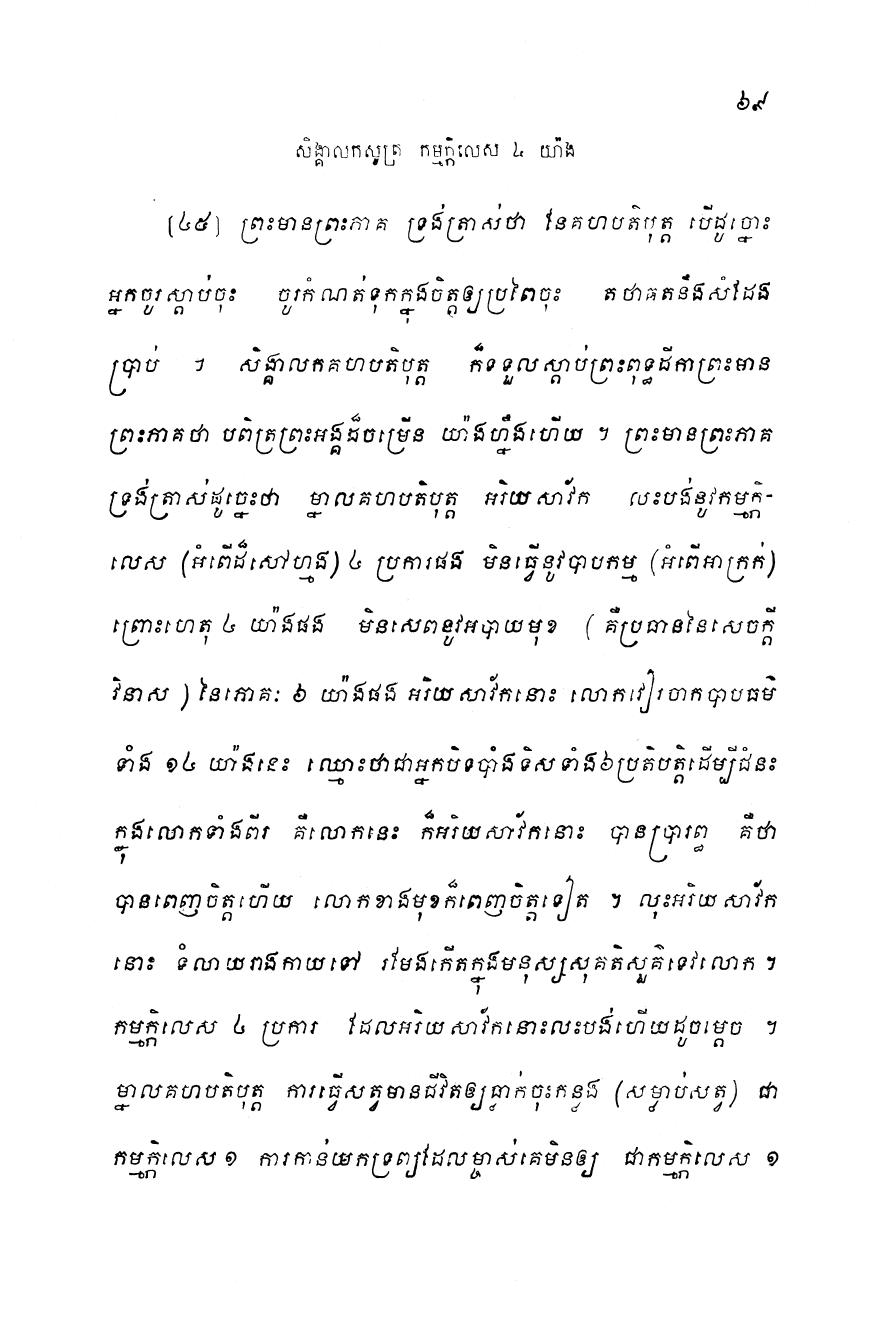 ៦៩
សិង្គាលកសូត្រ កម្មក្កិលេស ៤ យ៉ាង
[៤៥] ព្រះមានព្រះភាគ ទ្រង់ត្រាស់ថា នែគហបតិបុត្ត បើដូច្នោះ
អ្នកចូរស្តាប់ចុះ ចូរកំណត់ទុកក្នុងចិត្តឲ្យប្រពៃចុះ តថាគតនឹងសំដែង
ប្រាប់ ។ សិង្គាលកគហបតិបុត្ត ក៏ទទួលស្តាប់ព្រះពុទ្ធដីកាព្រះមាន
ព្រះភាគថា បពិត្រព្រះអង្គដ៏ចម្រើន យ៉ាងហ្នឹងហើយ ។ ព្រះមានព្រះភាគ
ទ្រង់ត្រាស់ដូច្នេះថា ម្នាលគហបតិបុត្ត អរិយសាវ័ក លះបង់នូវកម្មក្កិ-
លេស (អំពើដ៏សៅហ្មង) ៤ ប្រការផង មិនធ្វើនូវបាបកម្ម (អំពើអាក្រក់)
ព្រោះហេតុ ៤ យ៉ាងផង មិនសេពនូវអបាយមុខ ( គឺប្រធាននៃសេចក្តី
វិនាស ) នៃភោគៈ ៦ យ៉ាងផង អរិយសាវ័កនោះ លោកវៀរចាកបាបធម៌
ទាំង ១៤ យ៉ាងនេះ ឈ្មោះថាជាអ្នកបិទបាំងទិសទាំង៦ប្រតិបត្តិដើម្បីជំនះ
ក្នុងលោកទាំងពីរ គឺលោកនេះ ក៏អរិយសាវ័កនោះ បានប្រារព្ធ គឺថា
បានពេញចិត្តហើយ លោកខាងមុខក៏ពេញចិត្តទៀត ។ លុះអរិយសាវ័ក
នោះ ទំលាយរាងកាយទៅ រមែងកើតក្នុងមនុស្សសុគតិសួគ៌ទេវលោក ។
កម្មក្កិលេស ៤ ប្រការ ដែលអរិយសាវ័កនោះលះបង់ហើយដូចម្តេច ។
ម្នាលគហបតិបុត្ត ការធ្វើសត្វមានជីវិតឲ្យធ្លាក់ចុះកន្លង (សម្លាប់សត្វ) ជា
កម្មក្កិលេស ១ ការកាន់យកទ្រព្យដែលម្ចាស់គេមិនឲ្យ ជាកម្មក្កិលេស ១